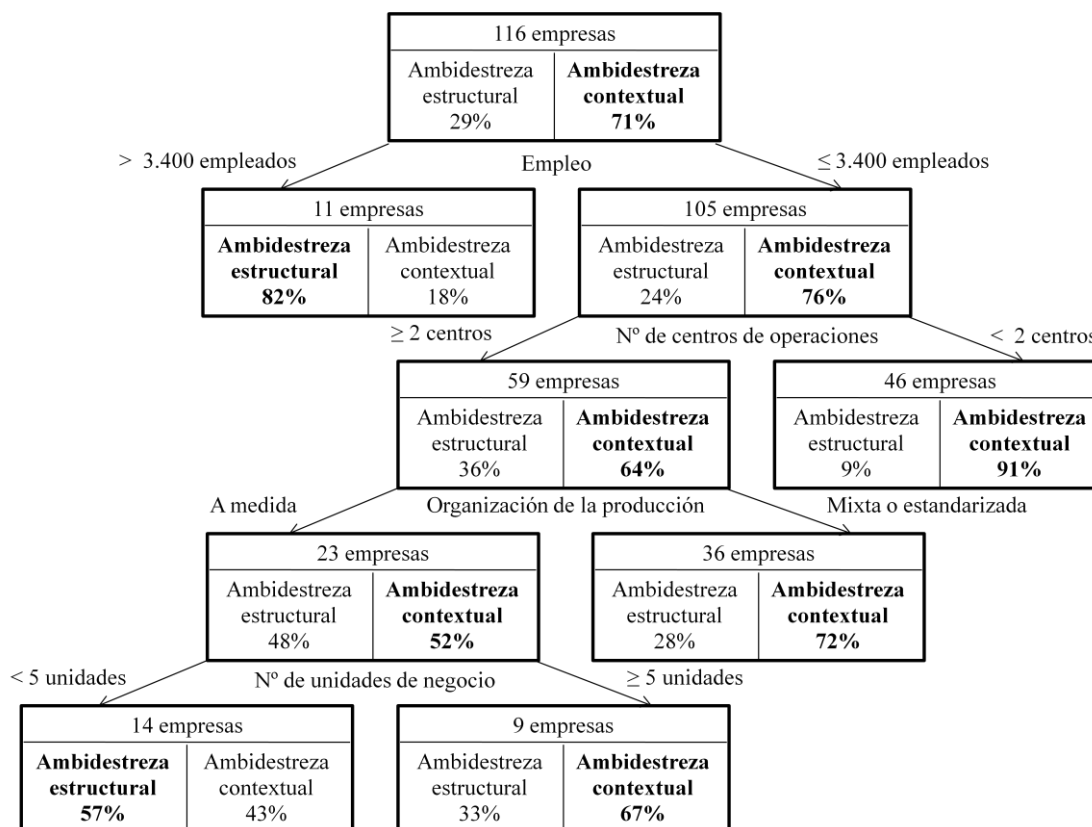 116 empresas
Ambidestreza
estructural
29%
Ambidestreza
contextual
71%
> 3.400 empleados
Empleo
≤ 3.400 empleados
11 empresas
Ambidestreza
estructural
82%
Ambidestreza
contextual
18%
105 empresas
Ambidestreza
estructural
24%
Ambidestreza
contextual
76%
≥ 2 centros
Nº de centros de operaciones
< 2 centros
59 empresas
Ambidestreza
estructural
36%
Ambidestreza
contextual
64%
46 empresas
Ambidestreza
estructural
9%
Ambidestreza
contextual
91%
A medida
Organización de la producción
Mixta o estandarizada
23 empresas
Ambidestreza
estructural
48%
Ambidestreza
contextual
52%
36 empresas
Ambidestreza
estructural
28%
Ambidestreza
contextual
72%
< 5 unidades
Nº de unidades de negocio
≥ 5 unidades
14 empresas
Ambidestreza
estructural
57%
Ambidestreza
contextual
43%
9 empresas
Ambidestreza
estructural
33%
Ambidestreza
contextual
67%